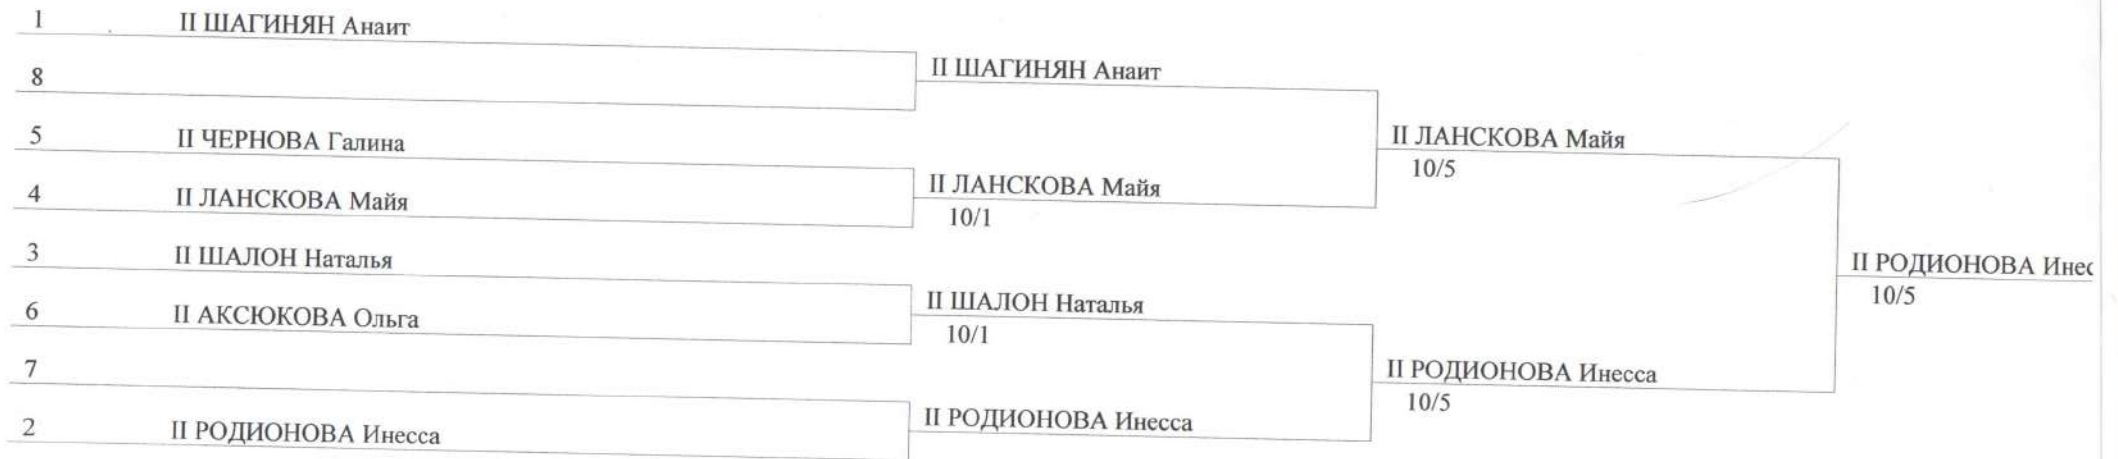 1 II ШАГИНЯН Анаит
8
5 II ЧЕРНОВА Галина
4 II ЛАНСКОВА Майя
3 II ШАЛОН Наталья
6 II АКСЮКОВА Ольга
7
2 II РОДИОНОВА Инесса
II ШАГИНЯН Анаит
II ЛАНСКОВА Майя
10/1
II ШАЛОН Наталья
10/1
II РОДИОНОВА Инесса
II ЛАНСКОВА Майя
10/5
II РОДИОНОВА Инесса
10/5
II РОДИОНОВА Инес
10/5